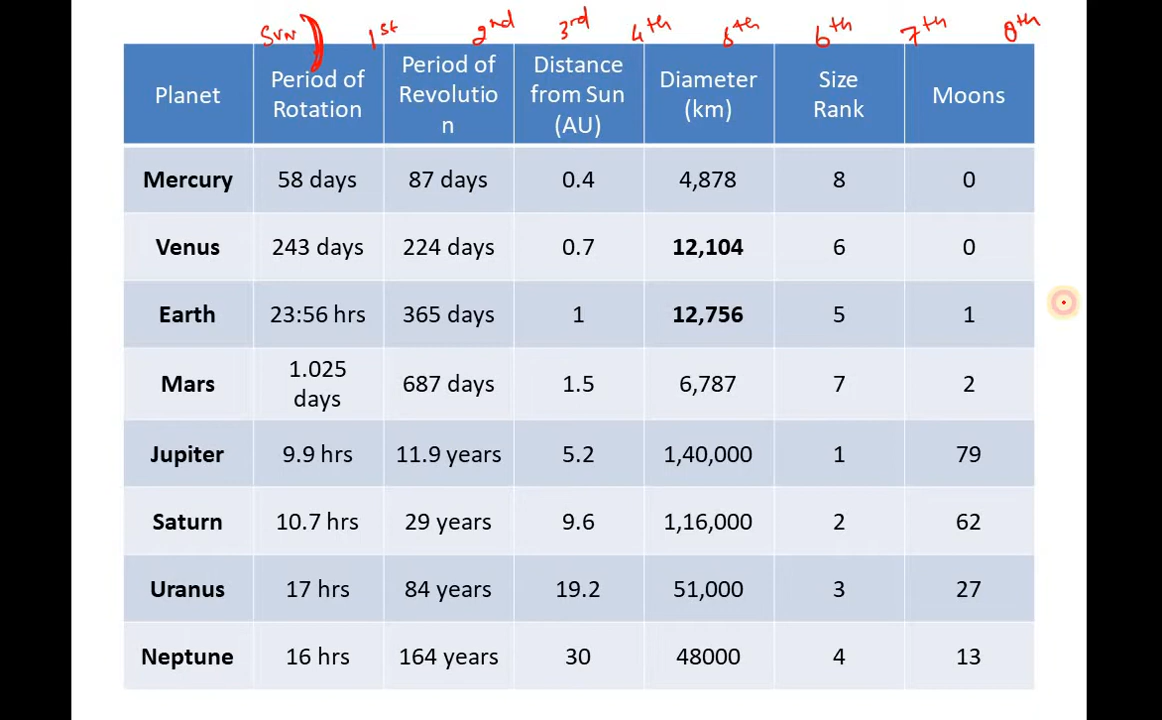 SUN 1st 2nd 3rd 4th 5th 6th 7th 8th
Planet Period of Rotation Period of Revolutio n Distance from Sun (AU) Diameter (km) Size Rank Moons
Mercury 58 days 87 days 0.4 4,878 8 0
Venus 243 days 224 days 0.7 12,104 6 0
Earth 23:56 hrs 365 days 1 12,756 5 1
Mars 1.025 days 687 days 1.5 6,787 7 2
Jupiter 9.9 hrs 11.9 years 5.2 1,40,000 1 79
Saturn 10.7 hrs 29 years 9.6 1,16,000 2 62
Uranus 17 hrs 84 years 19.2 51,000 3 27
Neptune 16 hrs 164 years 30 48000 4 13